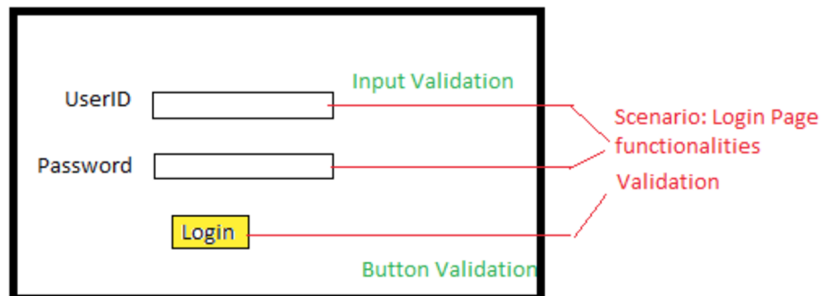 Input Validation
UserID
Scenario: Login Page
functionalities
Password
Validation
Login
Button Validation